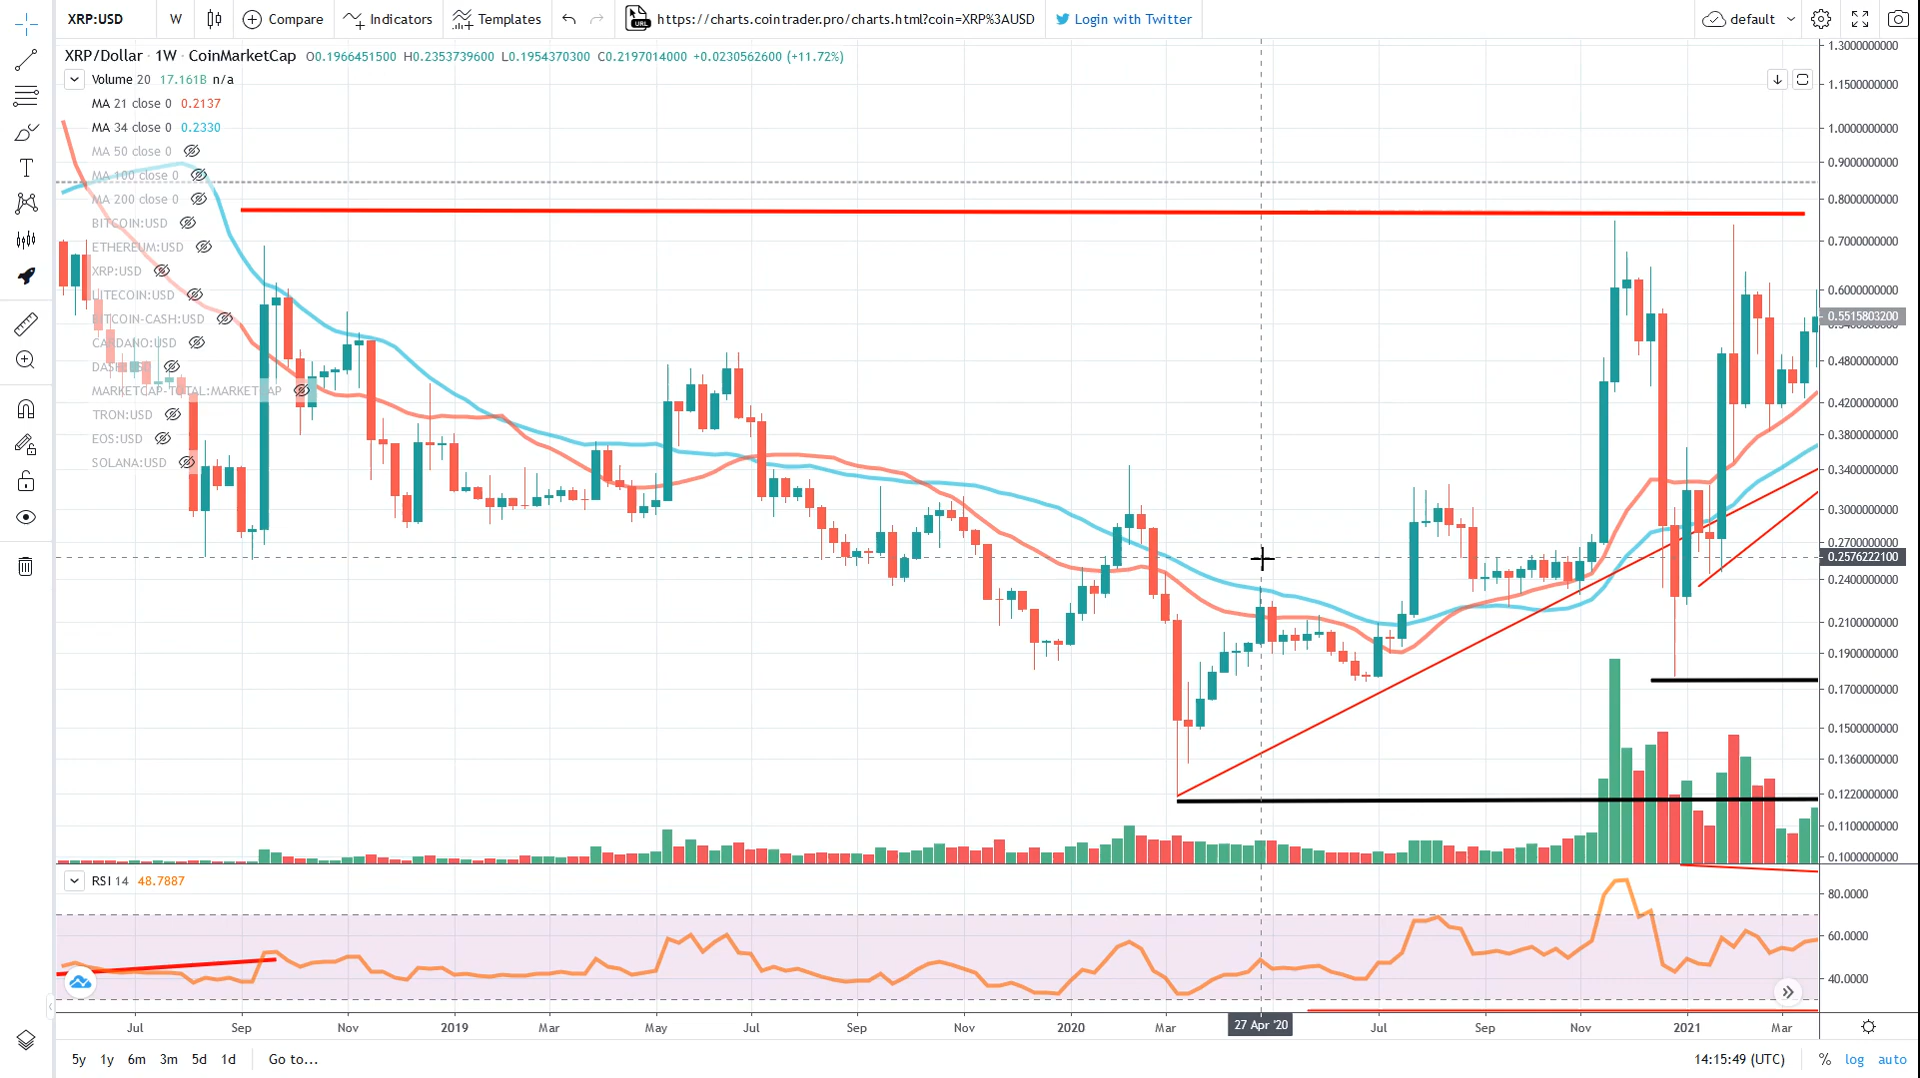 XRP:USD W Compare Indicators Templates URL https://charts.cointrader.pro/charts.html?coin=XRP%3AUSD Login with Twitter default
XRP/Dollar · 1W · CoinMarketCap O0.1966451500 H0.2353739600 L0.1954370300 C0.2197014000 +0.0230562600 (+11.72%)
Volume 20 17.161B n/a
MA 21 close 0 0.2137
MA 34 close 0 0.2330
MA 50 close 0
MA 100 close 0
MA 200 close 0
BITCOIN:USD
ETHEREUM:USD
XRP:USD
LITECOIN:USD
BITCOIN-CASH:USD
CARDANO:USD
DASH:USD
MARKETCAP-TOTAL:MARKETCAP
TRON:USD
EOS:USD
SOLANA:USD
1.3000000000
1.1500000000
1.0000000000
0.9000000000
0.8000000000
0.7000000000
0.6000000000
0.5515803200
0.4800000000
0.4200000000
0.3800000000
0.3400000000
0.3000000000
0.2700000000
0.2576222100
0.2400000000
0.2100000000
0.1900000000
0.1700000000
0.1500000000
0.1360000000
0.1220000000
0.1100000000
0.1000000000
RSI 14 48.7887
80.0000
60.0000
40.0000
Jul Sep Nov 2019 Mar May Jul Sep Nov 2020 Mar 27 Apr '20 Jul Sep Nov 2021 Mar
5y 1y 6m 3m 5d 1d Go to... 14:15:49 (UTC) % log auto